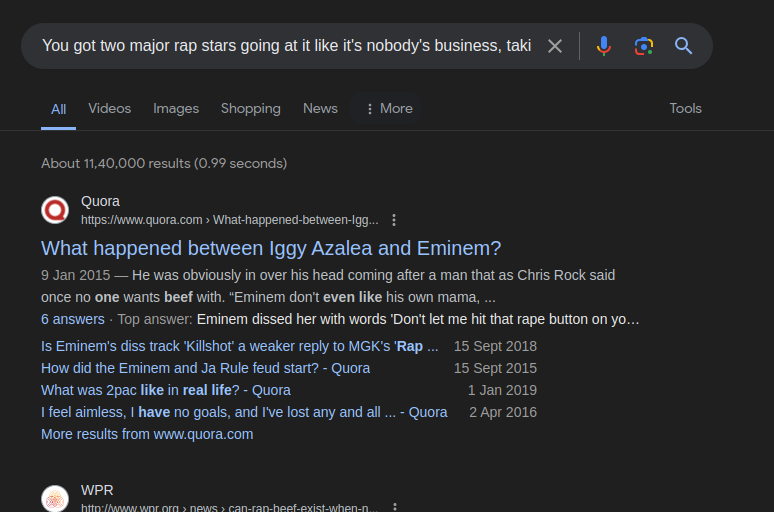 You got two major rap stars going at it like it's nobody's business, taki
All Videos Images Shopping News More Tools
About 11,40,000 results (0.99 seconds)
Quora
https://www.quora.com › What-happened-between-Igg...
What happened between Iggy Azalea and Eminem?
9 Jan 2015 — He was obviously in over his head coming after a man that as Chris Rock said
once no one wants beef with. “Eminem don't even like his own mama, ...
6 answers · Top answer: Eminem dissed her with words 'Don't let me hit that rape button on yo…
Is Eminem's diss track 'Killshot' a weaker reply to MGK's 'Rap ... 15 Sept 2018
How did the Eminem and Ja Rule feud start? - Quora 15 Sept 2015
What was 2pac like in real life? - Quora 1 Jan 2019
I feel aimless, I have no goals, and I've lost any and all ... - Quora 2 Apr 2016
More results from www.quora.com
WPR
http://www.wpr.org › news › can-rap-beef-exist-when-n...